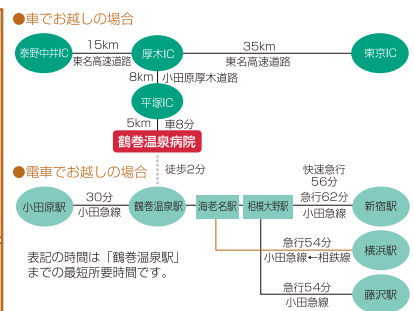 ●車でお越しの場合
秦野中井IC
15km
東名高速道路
厚木IC
35km
東名高速道路
東京IC
8km
小田原厚木道路
平塚IC
5km
車8分
鶴巻温泉病院
●電車でお越しの場合
徒歩2分
快速急行
56分
小田原駅
30分
小田急線
鶴巻温泉駅
海老名駅
相模大野駅
急行62分
小田急線
新宿駅
急行54分
小田急線←相鉄線
横浜駅
急行54分
小田急線
藤沢駅
表記の時間は「鶴巻温泉駅」
までの最短所要時間です。